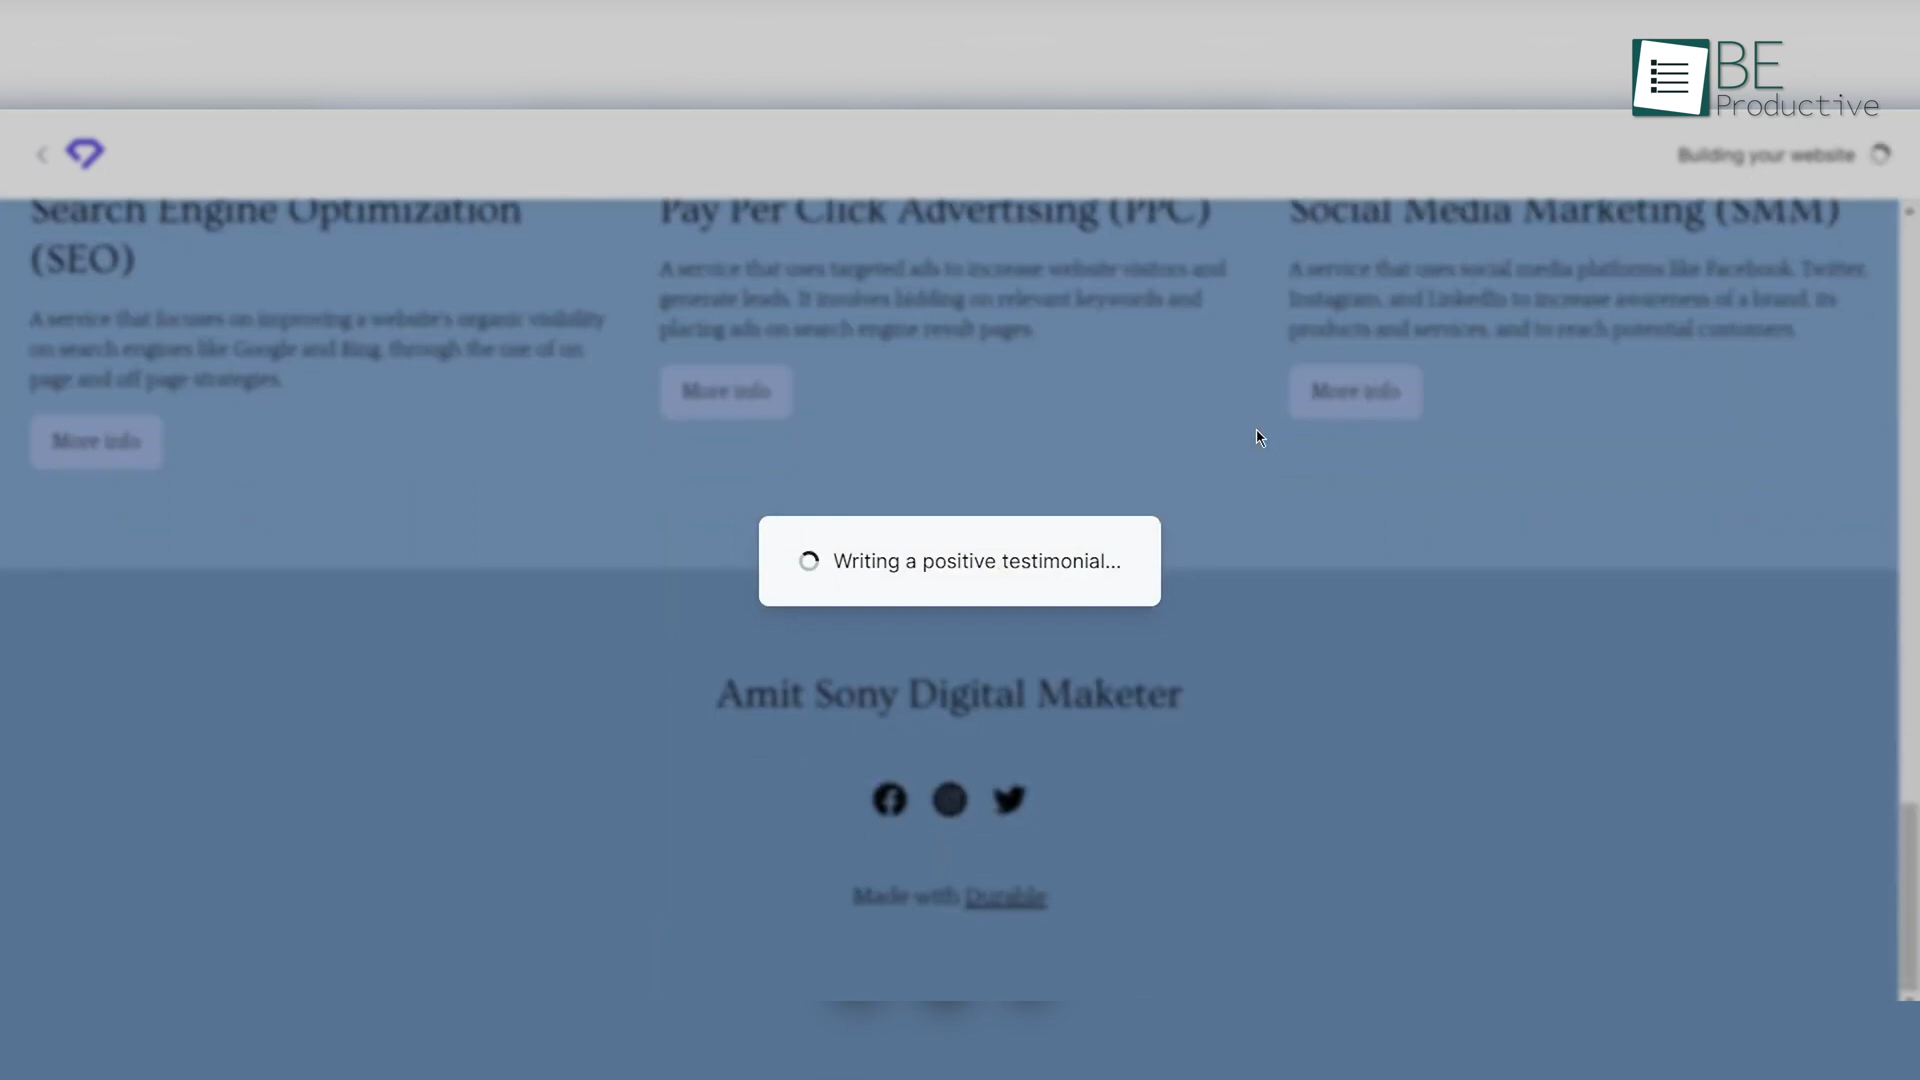 BE
Productive
Building your website
Search Engine Optimization
(SEO)
A service that focuses on improving a website's organic visibility
on search engines like Google and Bing, through the use of on
page and off page strategies.
More info
Pay Per Click Advertising (PPC)
A service that uses targeted ads to increase website visitors and
generate leads. It involves bidding on relevant keywords and
placing ads on search engine result pages.
More info
Social Media Marketing (SMM)
A service that uses social media platforms like Facebook, Twitter,
Instagram, and LinkedIn to increase awareness of a brand, its
products and services, and to reach potential customers.
More info
Writing a positive testimonial...
Amit Sony Digital Maketer
Made with Durable